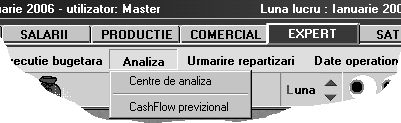 uarie 2006 - utilizator: Master Luna lucru : Ianuarie 200
SALARII PRODUCTIE COMERCIAL EXPERT SAT
ecutie bugetara Analiza Urmarire repartizari Date operation
Centre de analiza
Luna
CashFlow previzional